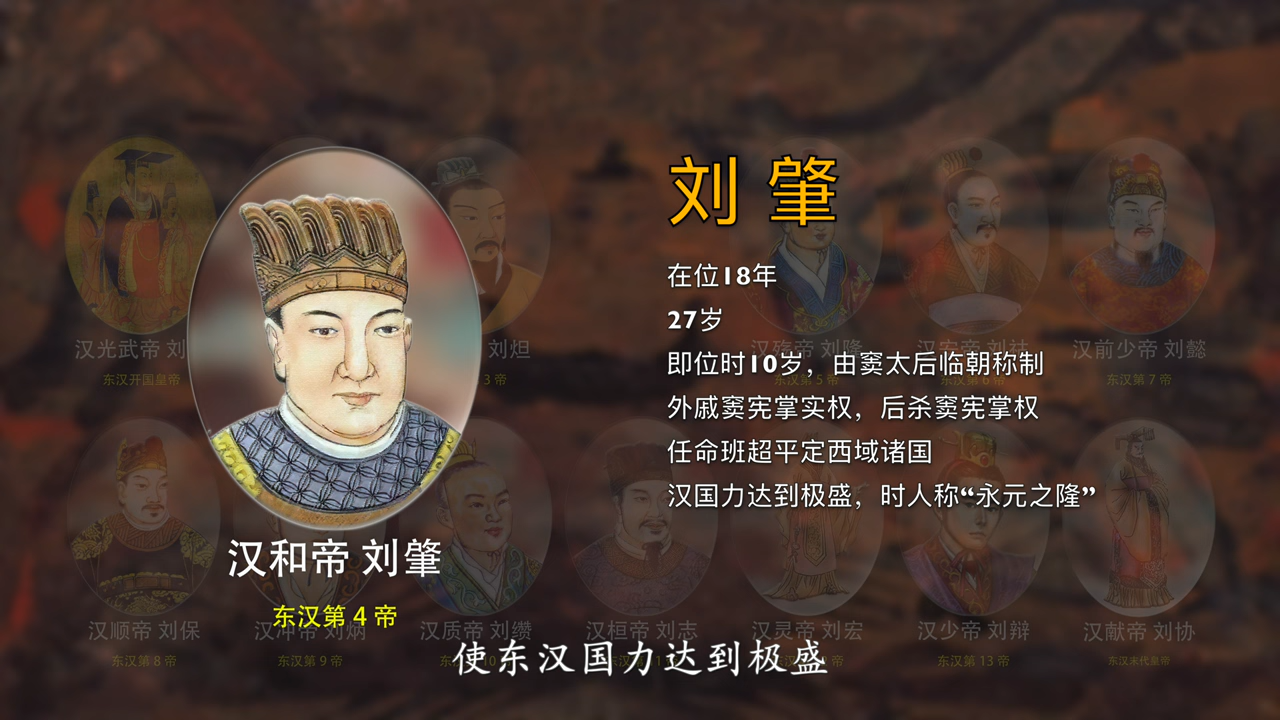 刘肇
在位18年
27岁
即位时10岁，由窦太后临朝称制
外戚窦宪掌实权，后杀窦宪掌权
任命班超平定西域诸国
汉国力达到极盛，时人称“永元之隆”
汉和帝 刘肇
东汉第 4 帝
汉光武帝 刘
东汉开国皇帝
刘炟
3 帝
汉殇帝 刘隆
东汉第 5 帝
汉安帝 刘祜
东汉第 6 帝
汉前少帝 刘懿
东汉第 7 帝
汉顺帝 刘保
东汉第 8 帝
汉冲帝 刘炳
东汉第 9 帝
汉质帝 刘缵
汉桓帝 刘志
汉灵帝 刘宏
汉少帝 刘辩
东汉第 13 帝
汉献帝 刘协
东汉末代皇帝
使东汉国力达到极盛